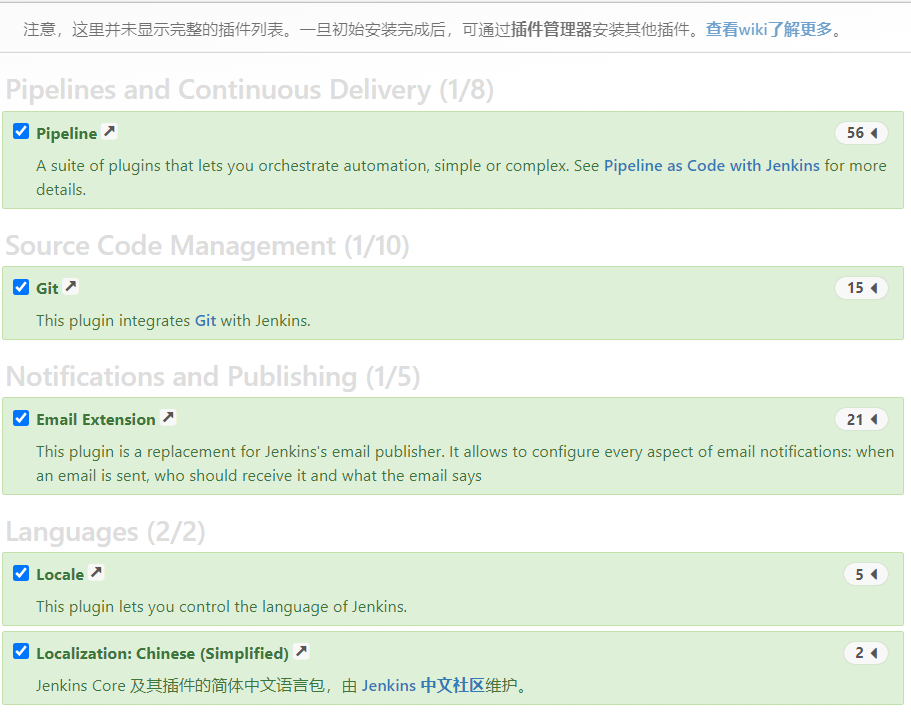 注意，这里并未显示完整的插件列表。一旦初始安装完成后，可通过插件管理器安装其他插件。查看wiki了解更多。
Pipelines and Continuous Delivery (1/8)
Pipeline 56
A suite of plugins that lets you orchestrate automation, simple or complex. See Pipeline as Code with Jenkins for more
details.
Source Code Management (1/10)
Git 15
This plugin integrates Git with Jenkins.
Notifications and Publishing (1/5)
Email Extension 21
This plugin is a replacement for Jenkins's email publisher. It allows to configure every aspect of email notifications: when
an email is sent, who should receive it and what the email says
Languages (2/2)
Locale 5
This plugin lets you control the language of Jenkins.
Localization: Chinese (Simplified) 2
Jenkins Core 及其插件的简体中文语言包，由 Jenkins 中文社区维护。